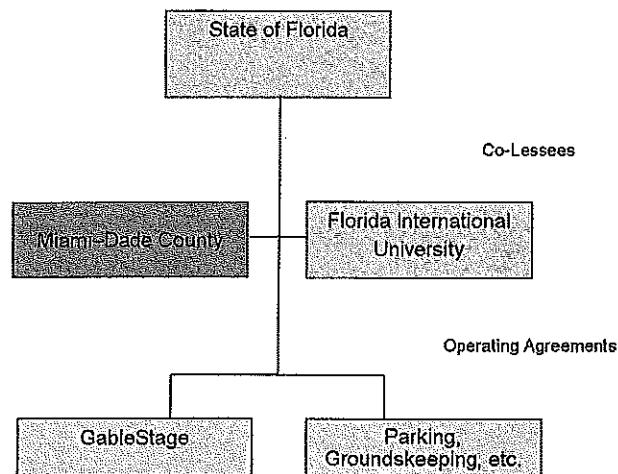 State of Florida
Co-Lessees
Miami-Dade County
Florida International
University
Operating Agreements
GableStage
Parking,
Groundskeeping, etc.